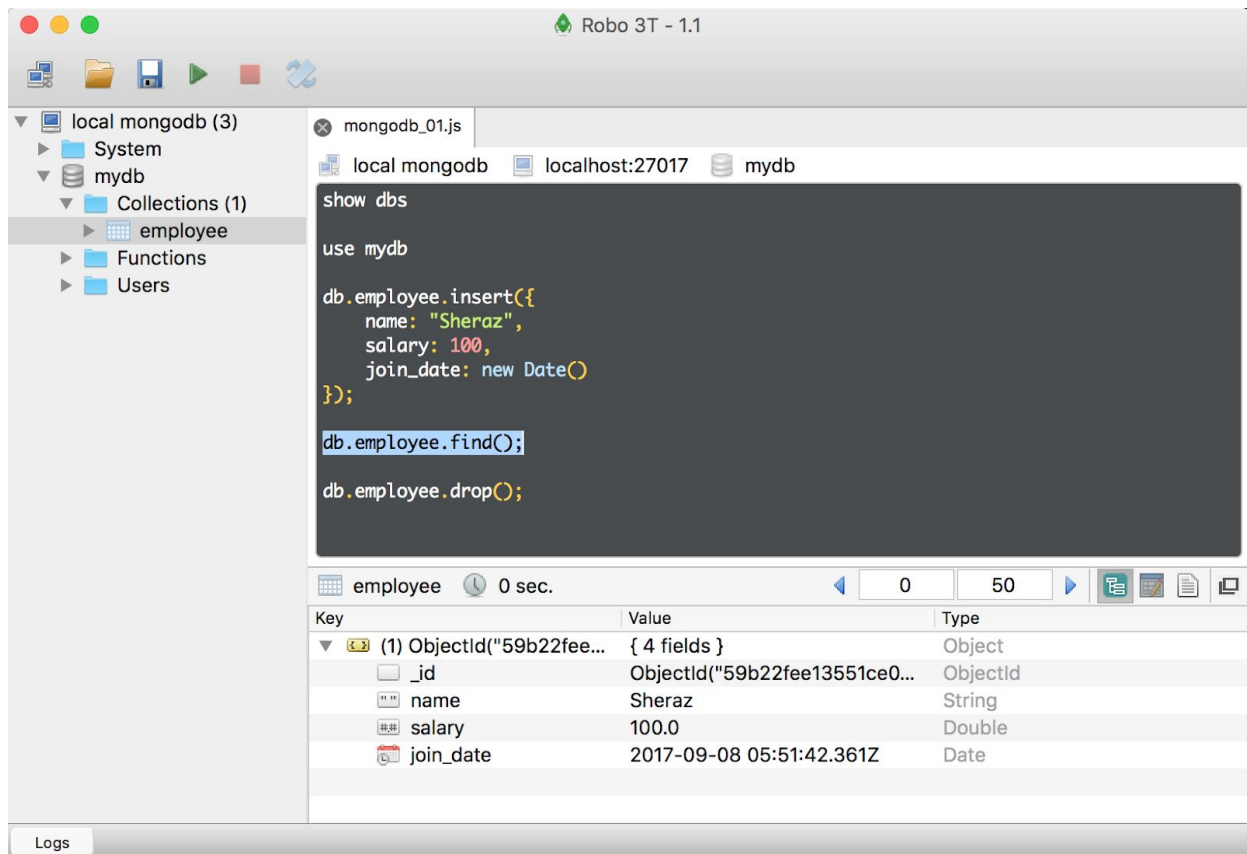 Robo 3T - 1.1
local mongodb (3)
System
mydb
Collections (1)
employee
Functions
Users
mongodb_01.js
local mongodb localhost:27017 mydb
show dbs
use mydb
db.employee.insert({
    name: "Sheraz",
    salary: 100,
    join_date: new Date()
});
db.employee.find();
db.employee.drop();
employee 0 sec. 0 50
Key Value Type
(1) ObjectId("59b22fee... { 4 fields } Object
_id ObjectId("59b22fee13551ce0... ObjectId
name Sheraz String
salary 100.0 Double
join_date 2017-09-08 05:51:42.361Z Date
Logs